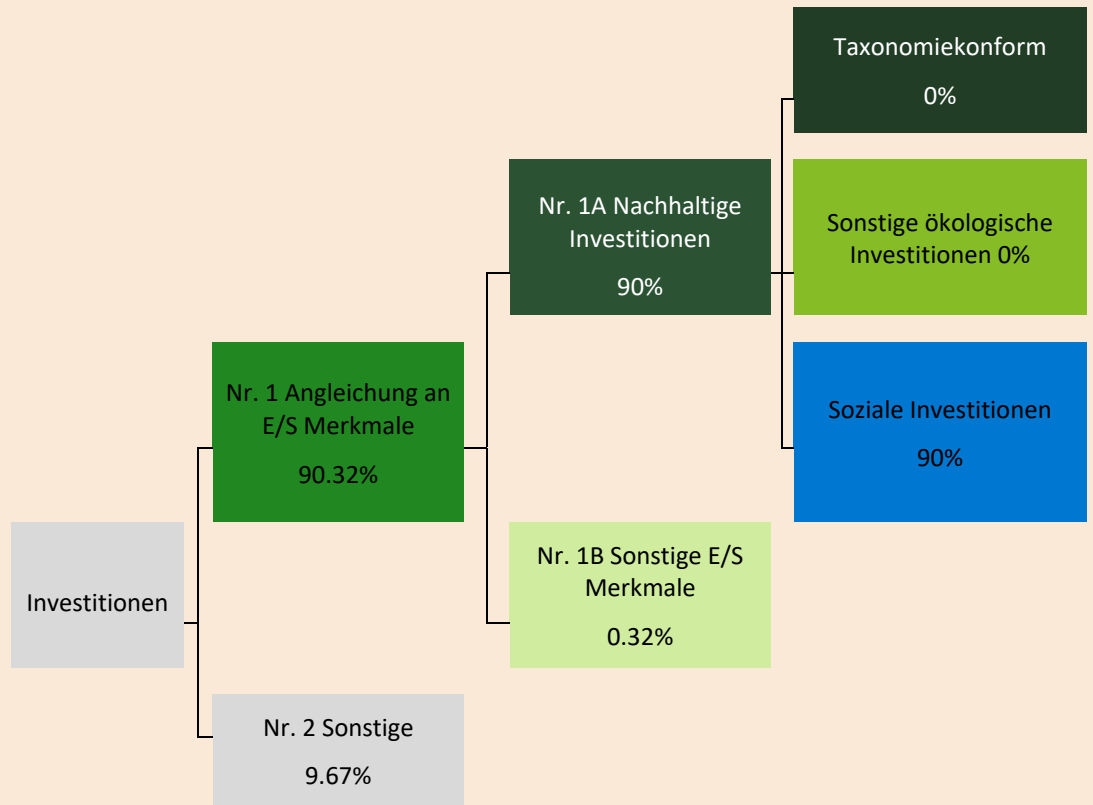 Taxonomiekonform
0%
Nr. 1A Nachhaltige
Investitionen
90%
Sonstige ökologische
Investitionen 0%
Nr. 1 Angleichung an
E/S Merkmale
90.32%
Soziale Investitionen
90%
Investitionen
Nr. 1B Sonstige E/S
Merkmale
0.32%
Nr. 2 Sonstige
9.67%